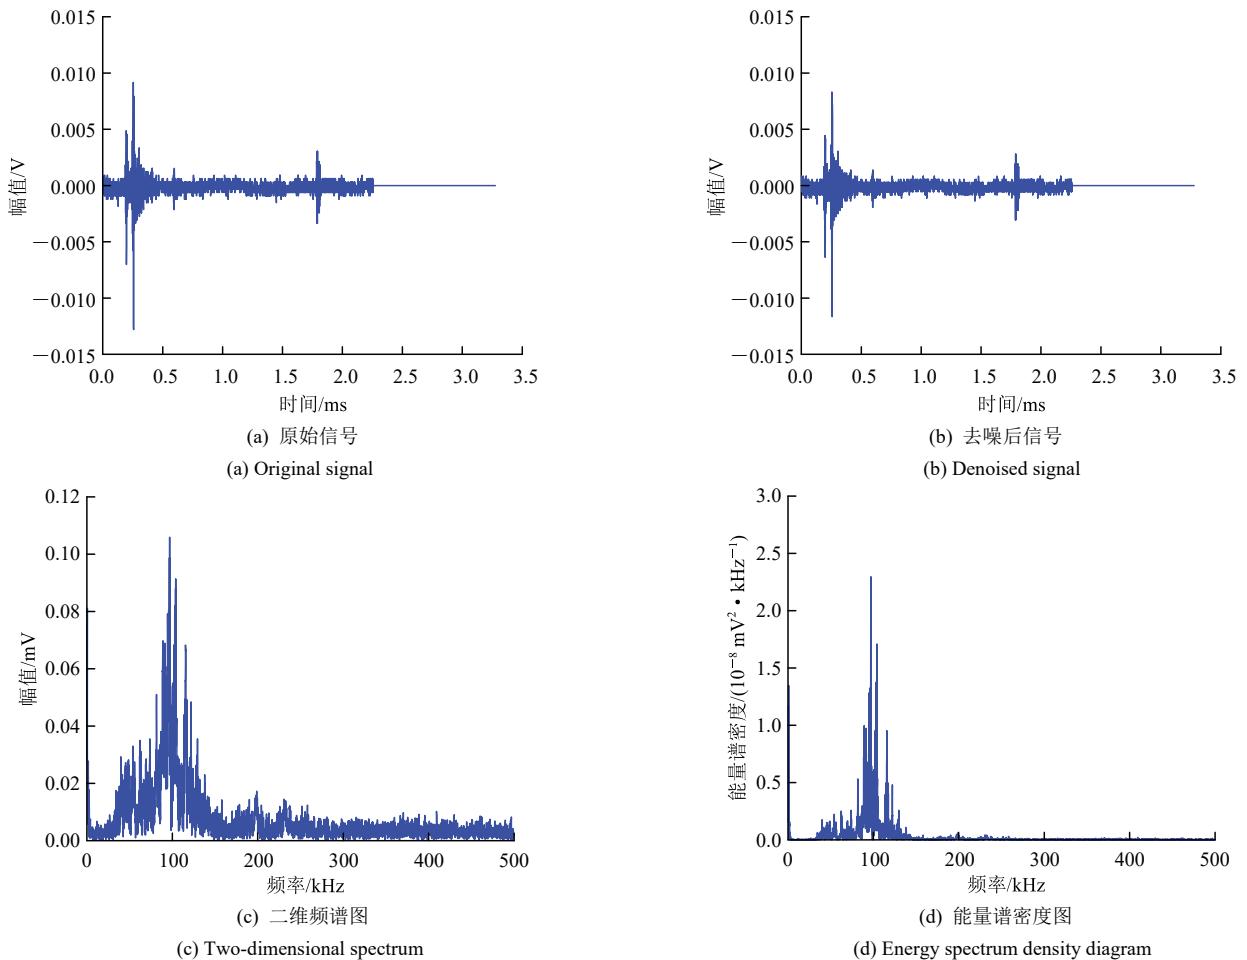 0.015
0.010
0.005
0.000
−0.005
−0.010
−0.015
幅值/V
0.0 0.5 1.0 1.5 2.0 2.5 3.0 3.5
时间/ms
(a) 原始信号
(a) Original signal
0.015
0.010
0.005
0.000
−0.005
−0.010
−0.015
幅值/V
0.0 0.5 1.0 1.5 2.0 2.5 3.0 3.5
时间/ms
(b) 去噪后信号
(b) Denoised signal
0.12
0.10
0.08
0.06
0.04
0.02
0.00
幅值/mV
0 100 200 300 400 500
频率/kHz
(c) 二维频谱图
(c) Two-dimensional spectrum
3.0
2.5
2.0
1.5
1.0
0.5
0.0
能量谱密度/(10⁻⁸ mV²•kHz⁻¹)
0 100 200 300 400 500
频率/kHz
(d) 能量谱密度图
(d) Energy spectrum density diagram